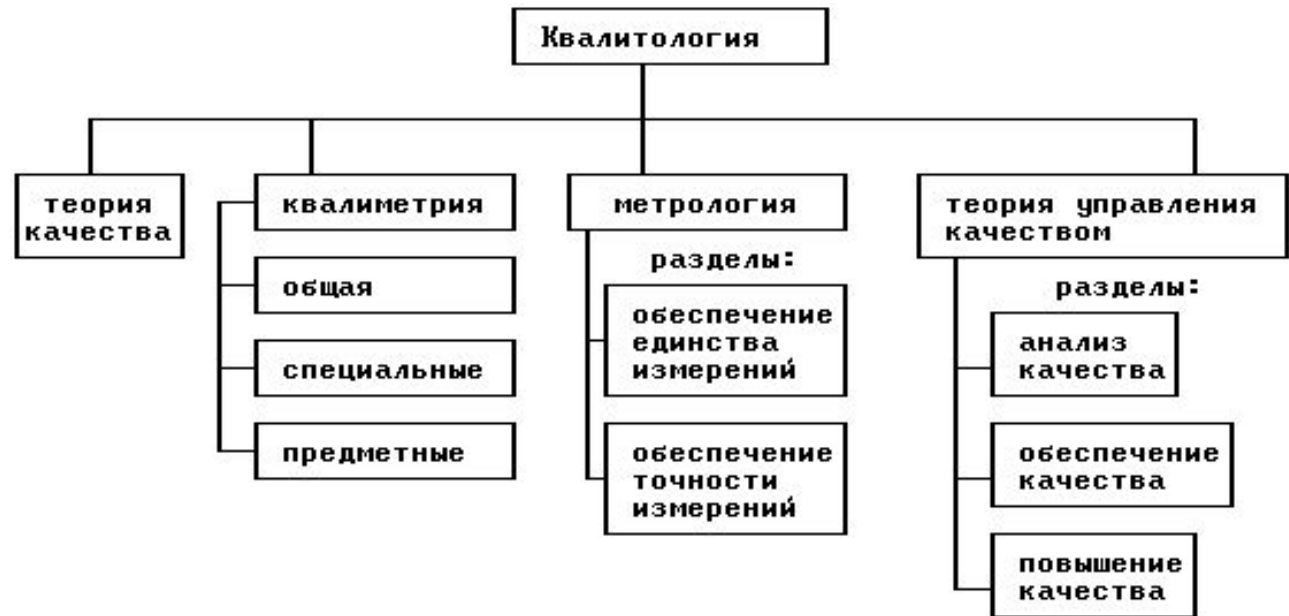 Квалитология
теория
качества
квалиметрия
общая
специальные
предметные
метрология
разделы:
обеспечение
единства
измерений
обеспечение
точности
измерений
теория управления
качеством
разделы:
анализ
качества
обеспечение
качества
повышение
качества